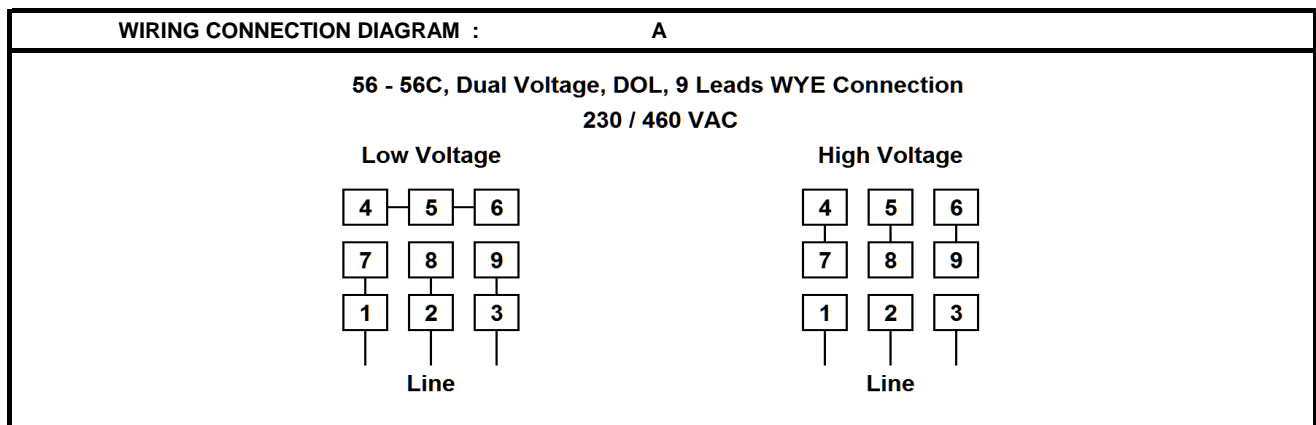 WIRING CONNECTION DIAGRAM : A
56 - 56C, Dual Voltage, DOL, 9 Leads WYE Connection
230 / 460 VAC
Low Voltage High Voltage
4 5 6 4 5 6
7 8 9 7 8 9
1 2 3 1 2 3
Line Line